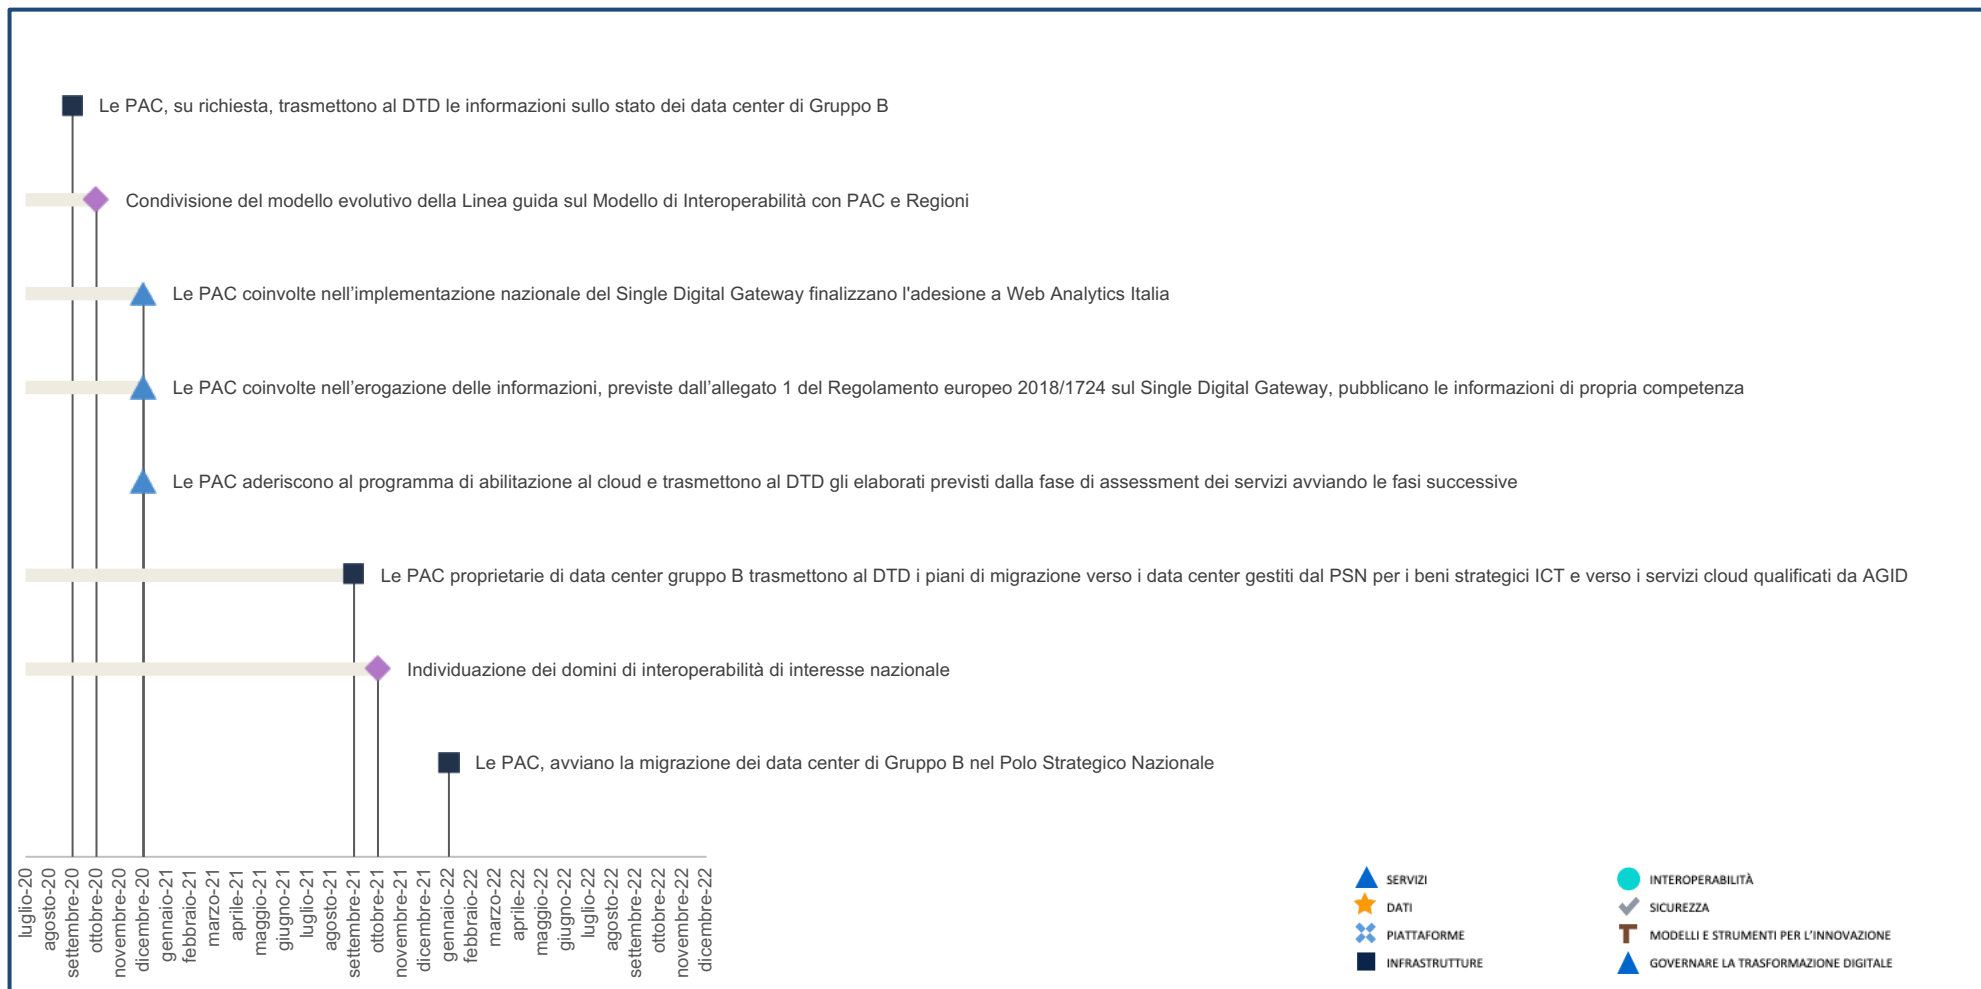 Le PAC, su richiesta, trasmettono al DTD le informazioni sullo stato dei data center di Gruppo B
Condivisione del modello evolutivo della Linea guida sul Modello di Interoperabilità con PAC e Regioni
Le PAC coinvolte nell’implementazione nazionale del Single Digital Gateway finalizzano l'adesione a Web Analytics Italia
Le PAC coinvolte nell’erogazione delle informazioni, previste dall’allegato 1 del Regolamento europeo 2018/1724 sul Single Digital Gateway, pubblicano le informazioni di propria competenza
Le PAC aderiscono al programma di abilitazione al cloud e trasmettono al DTD gli elaborati previsti dalla fase di assessment dei servizi avviando le fasi successive
Le PAC proprietarie di data center gruppo B trasmettono al DTD i piani di migrazione verso i data center gestiti dal PSN per i beni strategici ICT e verso i servizi cloud qualificati da AGID
Individuazione dei domini di interoperabilità di interesse nazionale
Le PAC, avviano la migrazione dei data center di Gruppo B nel Polo Strategico Nazionale
luglio-20
agosto-20
settembre-20
ottobre-20
novembre-20
dicembre-20
gennaio-21
febbraio-21
marzo-21
aprile-21
maggio-21
giugno-21
luglio-21
agosto-21
settembre-21
ottobre-21
novembre-21
dicembre-21
gennaio-22
febbraio-22
marzo-22
aprile-22
maggio-22
giugno-22
luglio-22
agosto-22
settembre-22
ottobre-22
novembre-22
dicembre-22
SERVIZI
DATI
PIATTAFORME
INFRASTRUTTURE
INTEROPERABILITÀ
SICUREZZA
MODELLI E STRUMENTI PER L’INNOVAZIONE
GOVERNARE LA TRASFORMAZIONE DIGITALE